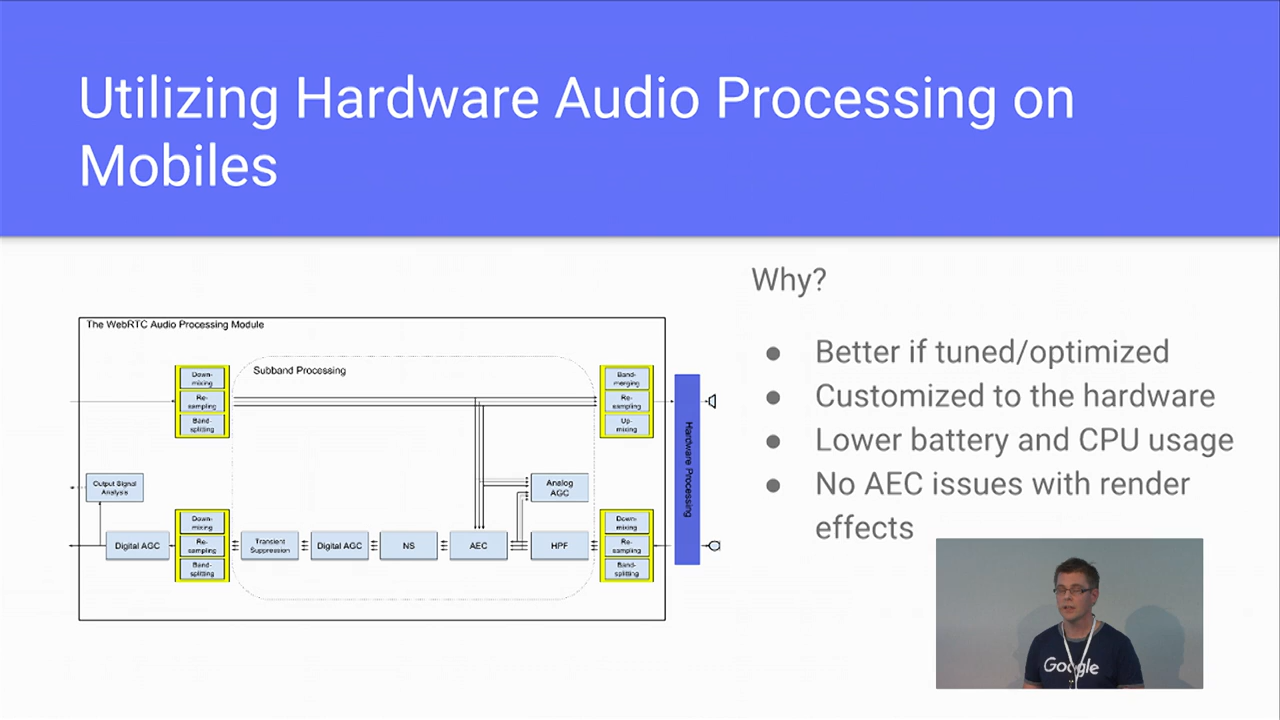 Utilizing Hardware Audio Processing on
Mobiles
The WebRTC Audio Processing Module
Subband Processing
Down-
mixing
Re-
sampling
Band-
splitting
Band-
merging
Re-
sampling
Up-
mixing
Hardware Processing
Output Signal
Analysis
Analog
AGC
Digital AGC
Down-
mixing
Re-
sampling
Band-
splitting
Transient
Suppression
Digital AGC
NS
AEC
HPF
Down-
mixing
Re-
sampling
Band-
splitting
Why?
● Better if tuned/optimized
● Customized to the hardware
● Lower battery and CPU usage
● No AEC issues with render
effects
Google